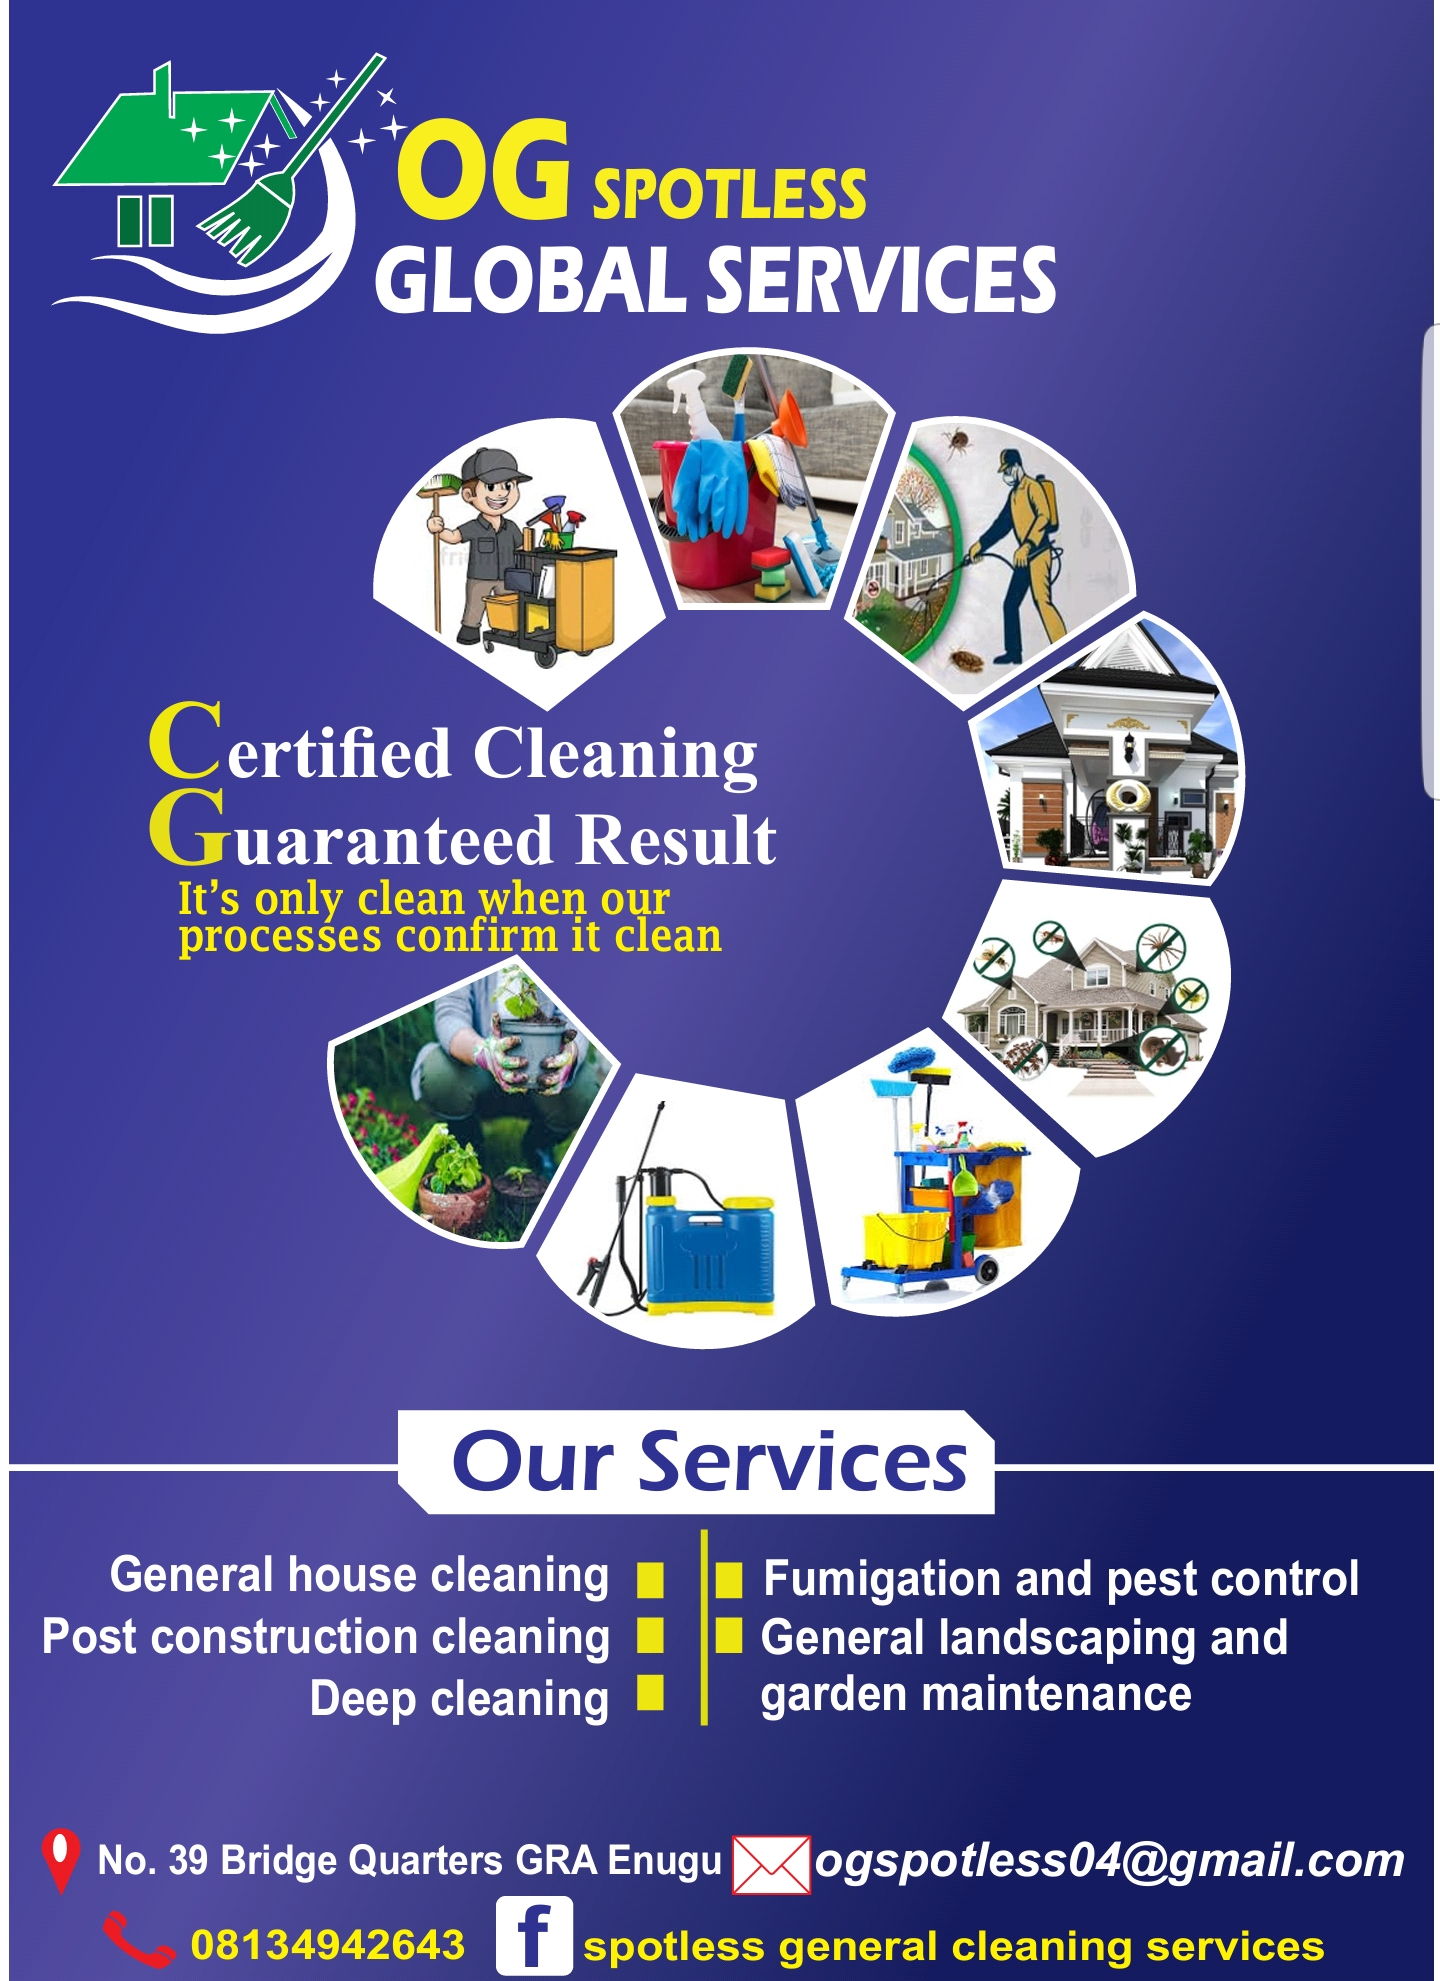 OG SPOTLESS
GLOBAL SERVICES
Certified Cleaning
Guaranteed Result
It's only clean when our
processes confirm it clean
Our Services
General house cleaning
Post construction cleaning
Deep cleaning
Fumigation and pest control
General landscaping and
garden maintenance
No. 39 Bridge Quarters GRA Enugu
ogspotless04@gmail.com
08134942643
f
spotless general cleaning services